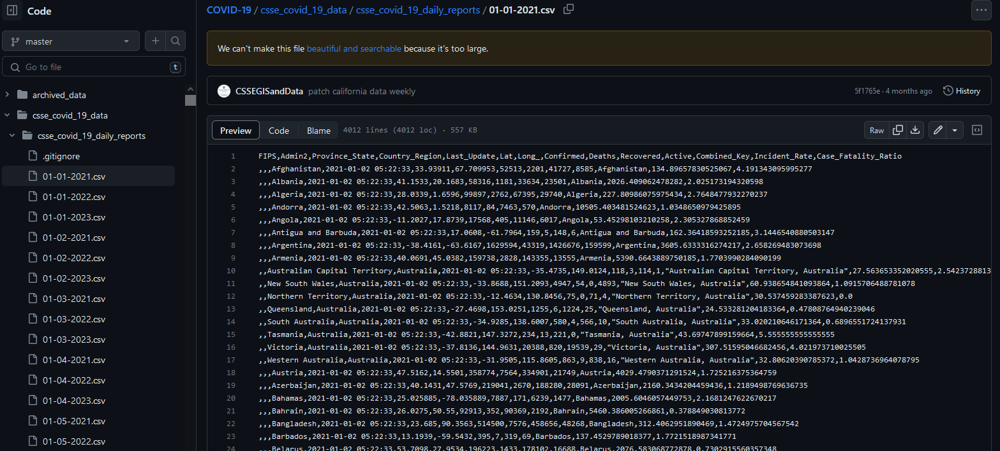 Code
COVID-19 / csse_covid_19_data / csse_covid_19_daily_reports / 01-01-2021.csv
master
Go to file
t
archived_data
csse_covid_19_data
csse_covid_19_daily_reports
.gitignore
01-01-2021.csv
01-01-2022.csv
01-01-2023.csv
01-02-2021.csv
01-02-2022.csv
01-02-2023.csv
01-03-2021.csv
01-03-2022.csv
01-03-2023.csv
01-04-2021.csv
01-04-2022.csv
01-04-2023.csv
01-05-2021.csv
01-05-2022.csv
We can't make this file beautiful and searchable because it's too large.
CSSEGISandData patch california data weekly
5f1765e · 4 months ago History
Preview Code Blame 4012 lines (4012 loc) · 557 KB
Raw
1 FIPS,Admin2,Province_State,Country_Region,Last_Update,Lat,Long_,Confirmed,Deaths,Recovered,Active,Combined_Key,Incident_Rate,Case_Fatality_Ratio
2 ,,,Afghanistan,2021-01-02 05:22:33,33.93911,67.709953,52513,2201,41727,8585,Afghanistan,134.89657830525067,4.191343095995277
3 ,,,Albania,2021-01-02 05:22:33,41.1533,20.1683,58316,1181,33634,23501,Albania,2026.409062478282,2.025173194320598
4 ,,,Algeria,2021-01-02 05:22:33,28.0339,1.6596,99897,2762,67395,29740,Algeria,227.80986075975434,2.7648477932270237
5 ,,,Andorra,2021-01-02 05:22:33,42.5063,1.5218,8117,84,7463,570,Andorra,10505.403481524623,1.0348650979425895
6 ,,,Angola,2021-01-02 05:22:33,-11.2027,17.8739,17568,405,11146,6017,Angola,53.45298103210258,2.305327868852459
7 ,,,Antigua and Barbuda,2021-01-02 05:22:33,17.0608,-61.7964,159,5,148,6,Antigua and Barbuda,162.36418593252185,3.1446540880503147
8 ,,,Argentina,2021-01-02 05:22:33,-38.4161,-63.6167,1629594,43319,1426676,159599,Argentina,3605.6333316274217,2.658269483073698
9 ,,,Armenia,2021-01-02 05:22:33,40.0691,45.0382,159738,2828,143355,13555,Armenia,5390.6643889750185,1.7703990284090199
10 ,,Australian Capital Territory,Australia,2021-01-02 05:22:33,-35.4735,149.0124,118,3,114,1,"Australian Capital Territory, Australia",27.563653352020555,2.5423728813
11 ,,New South Wales,Australia,2021-01-02 05:22:33,-33.8688,151.2093,4947,54,0,4893,"New South Wales, Australia",60.938654841093864,1.0915706488781078
12 ,,Northern Territory,Australia,2021-01-02 05:22:33,-12.4634,130.8456,75,0,71,4,"Northern Territory, Australia",30.537459283387623,0.0
13 ,,Queensland,Australia,2021-01-02 05:22:33,-27.4698,153.0251,1255,6,1224,25,"Queensland, Australia",24.533281204183364,0.47808764940239046
14 ,,South Australia,Australia,2021-01-02 05:22:33,-34.9285,138.6007,580,4,566,10,"South Australia, Australia",33.020210646171364,0.6896551724137931
15 ,,Tasmania,Australia,2021-01-02 05:22:33,-42.8821,147.3272,234,13,221,0,"Tasmania, Australia",43.69747899159664,5.555555555555555
16 ,,Victoria,Australia,2021-01-02 05:22:33,-37.8136,144.9631,20388,820,19539,29,"Victoria, Australia",307.51595046682456,4.021973710025505
17 ,,Western Australia,Australia,2021-01-02 05:22:33,-31.9505,115.8605,863,9,838,16,"Western Australia, Australia",32.80620390785372,1.0428736964078795
18 ,,,Austria,2021-01-02 05:22:33,47.5162,14.5501,358774,7564,334901,21749,Austria,4029.4790371291524,1.725216375364759
19 ,,,Azerbaijan,2021-01-02 05:22:33,40.1431,47.5769,219041,2670,188280,28091,Azerbaijan,2160.3434204459436,1.2189498769636735
20 ,,,Bahamas,2021-01-02 05:22:33,25.025885,-78.035889,7887,171,6239,1477,Bahamas,2005.6046057449753,2.1681247622670217
21 ,,,Bahrain,2021-01-02 05:22:33,26.0275,50.55,92913,352,90369,2192,Bahrain,5460.386005266861,0.378849030813772
22 ,,,Bangladesh,2021-01-02 05:22:33,23.685,90.3563,514500,7576,458656,48268,Bangladesh,312.4062951890469,1.4724975704567542
23 ,,,Barbados,2021-01-02 05:22:33,13.1939,-59.5432,395,7,319,69,Barbados,137.4529789018377,1.7721518987341771
24 ,,,Belarus,2021-01-02 05:22:33,53.7098,27.9534,196223,1433,178102,16688,Belarus,2076.583068772878,0.7302915560357348